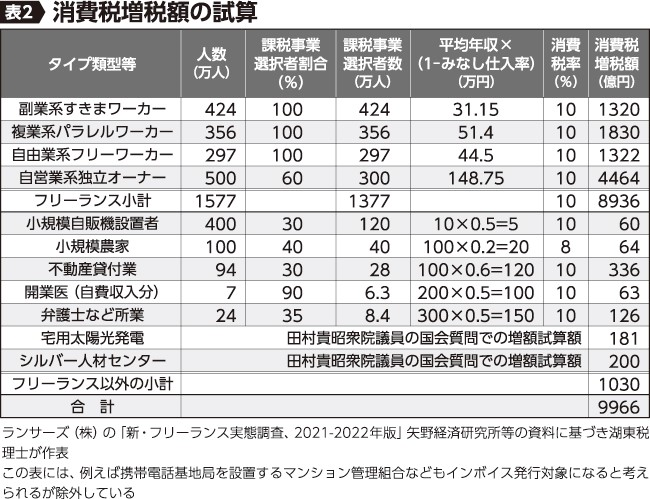 表2 消費税増税額の試算
タイプ類型等 人数(万人) 課税事業選択者割合(%) 課税事業選択者数(万人) 平均年収×(1-みなし仕入率)(万円) 消費税率(%) 消費税増税額(億円)
副業系すきまワーカー 424 100 424 31.15 10 1320
複業系パラレルワーカー 356 100 356 51.4 10 1830
自由業系フリーワーカー 297 100 297 44.5 10 1322
自営業系独立オーナー 500 60 300 148.75 10 4464
フリーランス小計 1577 1377 10 8936
小規模自販機設置者 400 30 120 10×0.5=5 10 60
小規模農家 100 40 40 100×0.2=20 8 64
不動産貸付業 94 30 28 100×0.6=120 10 336
開業医(自費収入分) 7 90 6.3 200×0.5=100 10 63
弁護士など所業 24 35 8.4 300×0.5=150 10 126
宅用太陽光発電 田村貴昭衆院議員の国会質問での増額試算額 181
シルバー人材センター 田村貴昭衆院議員の国会質問での増額試算額 200
フリーランス以外の小計 1030
合 計 9966
ランサーズ(株)の「新・フリーランス実態調査、2021-2022年版」矢野経済研究所等の資料に基づき湖東税
理士が作表
この表には、例えば携帯電話基地局を設置するマンション管理組合などもインボイス発行対象になると考え
られるが除外している